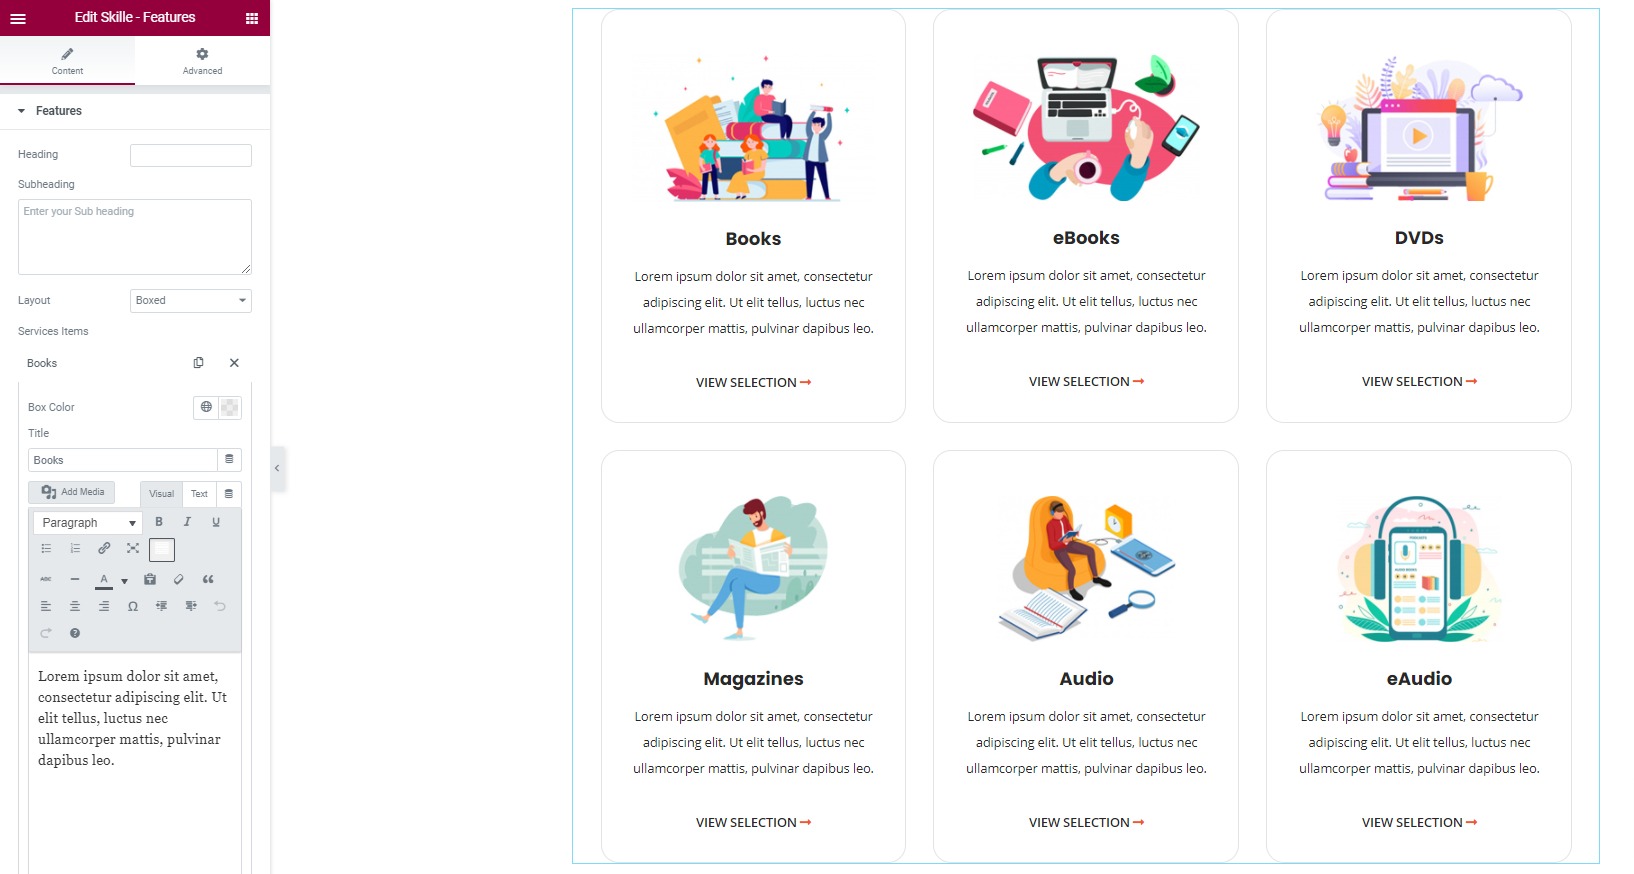 Edit Skille - Features
Content
Advanced
Features
Heading
Subheading
Enter your Sub heading
Layout
Boxed
Services Items
Books
Box Color
Title
Books
Add Media
Visual
Text
Paragraph
B I U
ABC
A
Ω
Lorem ipsum dolor sit amet,
consectetur adipiscing elit. Ut
elit tellus, luctus nec
ullamcorper mattis, pulvinar
dapibus leo.
Books
Lorem ipsum dolor sit amet, consectetur
adipiscing elit. Ut elit tellus, luctus nec
ullamcorper mattis, pulvinar dapibus leo.
VIEW SELECTION
eBooks
Lorem ipsum dolor sit amet, consectetur
adipiscing elit. Ut elit tellus, luctus nec
ullamcorper mattis, pulvinar dapibus leo.
VIEW SELECTION
DVDs
Lorem ipsum dolor sit amet, consectetur
adipiscing elit. Ut elit tellus, luctus nec
ullamcorper mattis, pulvinar dapibus leo.
VIEW SELECTION
Magazines
Lorem ipsum dolor sit amet, consectetur
adipiscing elit. Ut elit tellus, luctus nec
ullamcorper mattis, pulvinar dapibus leo.
VIEW SELECTION
Audio
Lorem ipsum dolor sit amet, consectetur
adipiscing elit. Ut elit tellus, luctus nec
ullamcorper mattis, pulvinar dapibus leo.
VIEW SELECTION
PODCASTS
AUDIO BOOKS
eAudio
Lorem ipsum dolor sit amet, consectetur
adipiscing elit. Ut elit tellus, luctus nec
ullamcorper mattis, pulvinar dapibus leo.
VIEW SELECTION